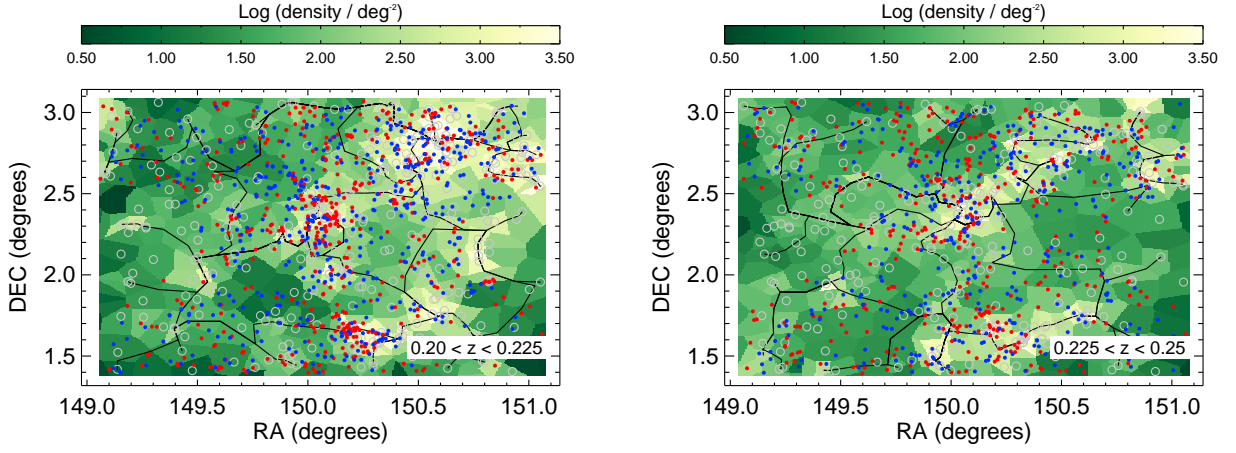 Log (density / deg⁻²)
Log (density / deg⁻²)
0.50 1.00 1.50 2.00 2.50 3.00 3.50
0.50 1.00 1.50 2.00 2.50 3.00 3.50
DEC (degrees)
3.0
2.5
2.0
1.5
0.20 < z < 0.225
149.0 149.5 150.0 150.5 151.0
RA (degrees)
DEC (degrees)
3.0
2.5
2.0
1.5
0.225 < z < 0.25
149.0 149.5 150.0 150.5 151.0
RA (degrees)